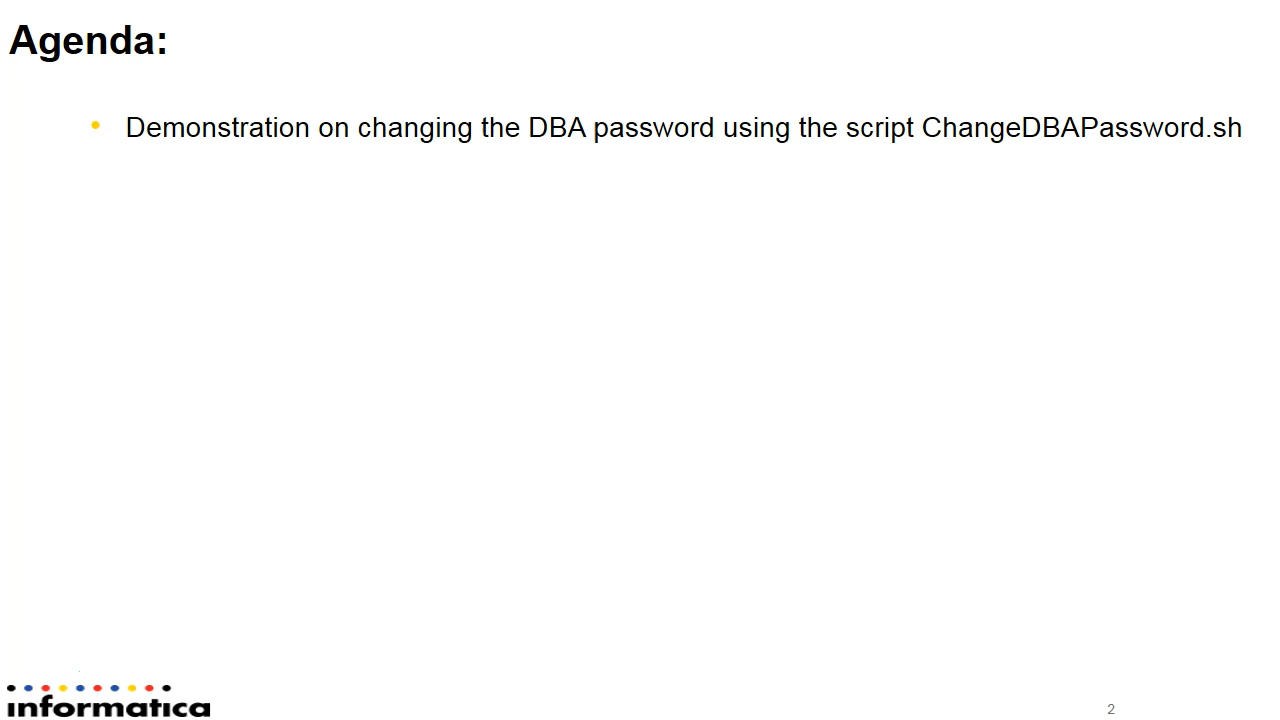 Agenda:
• Demonstration on changing the DBA password using the script ChangeDBAPassword.sh
informatica
2